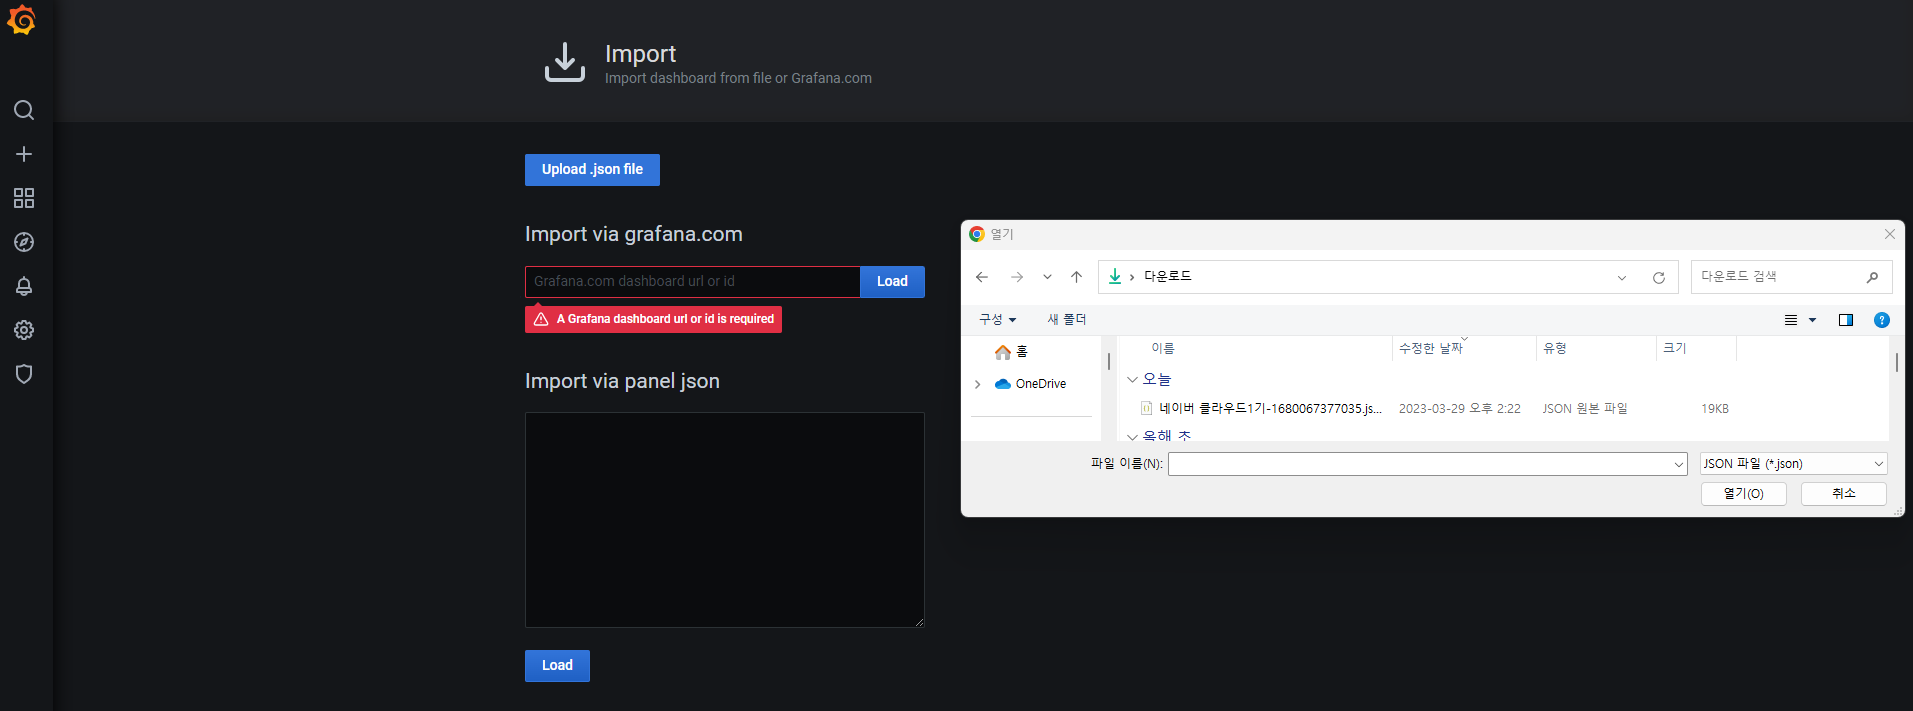 Import
Import dashboard from file or Grafana.com
Upload .json file
Import via grafana.com
Grafana.com dashboard url or id
Load
A Grafana dashboard url or id is required
Import via panel json
Load
열기
다운로드
다운로드 검색
구성
새 폴더
홈
OneDrive
이름
수정한 날짜
유형
크기
오늘
네이버 클라우드1기-1680067377035.js...
2023-03-29 오후 2:22
JSON 원본 파일
19KB
올해 초
파일 이름(N):
JSON 파일 (*.json)
열기(O)
취소